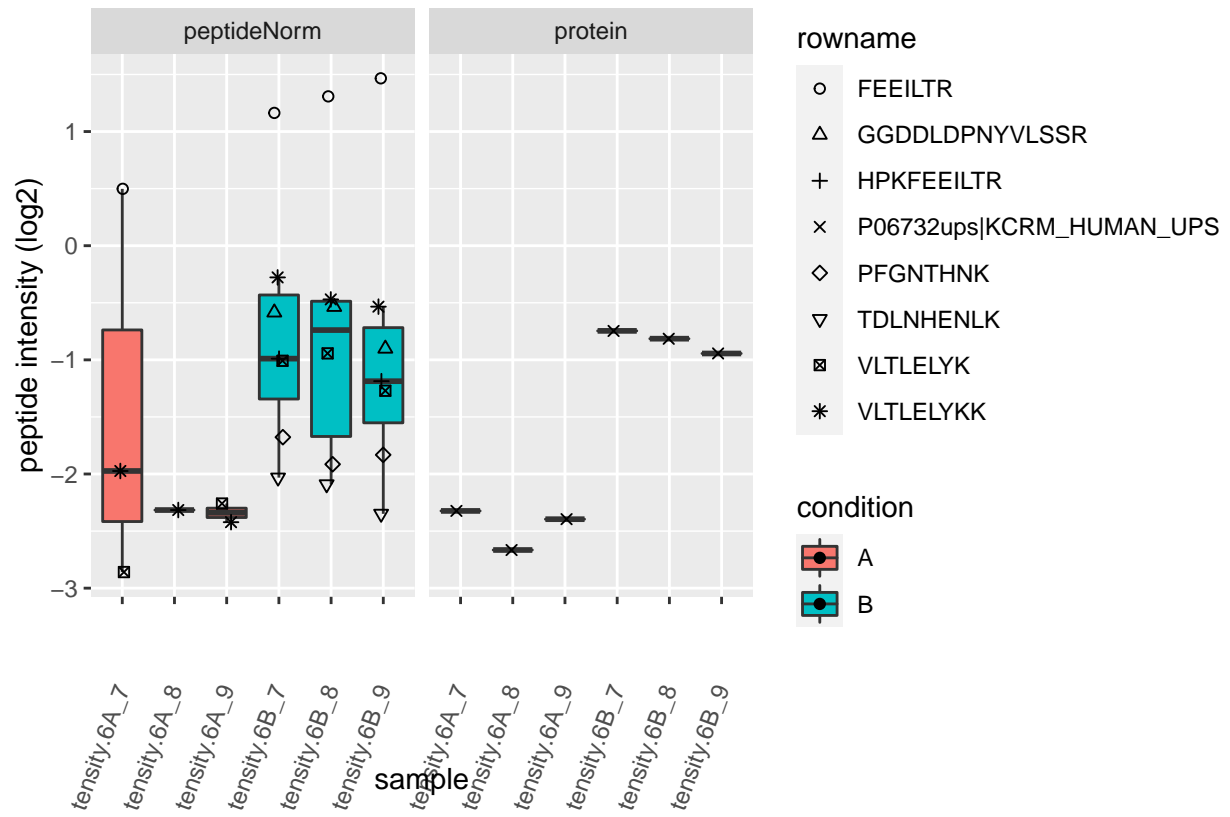 peptideNorm
protein
peptide intensity (log2)
1
0
−1
−2
−3
tensity.6A_7
tensity.6A_8
tensity.6A_9
tensity.6B_7
tensity.6B_8
tensity.6B_9
tensity.6A_7
tensity.6A_8
tensity.6A_9
tensity.6B_7
tensity.6B_8
tensity.6B_9
sample
rowname
FEEILTR
GGDDLDPNYVLSSR
HPKFEEILTR
P06732ups|KCRM_HUMAN_UPS
PFGNTHNK
TDLNHENLK
VLTLELYK
VLTLELYKK
condition
A
B